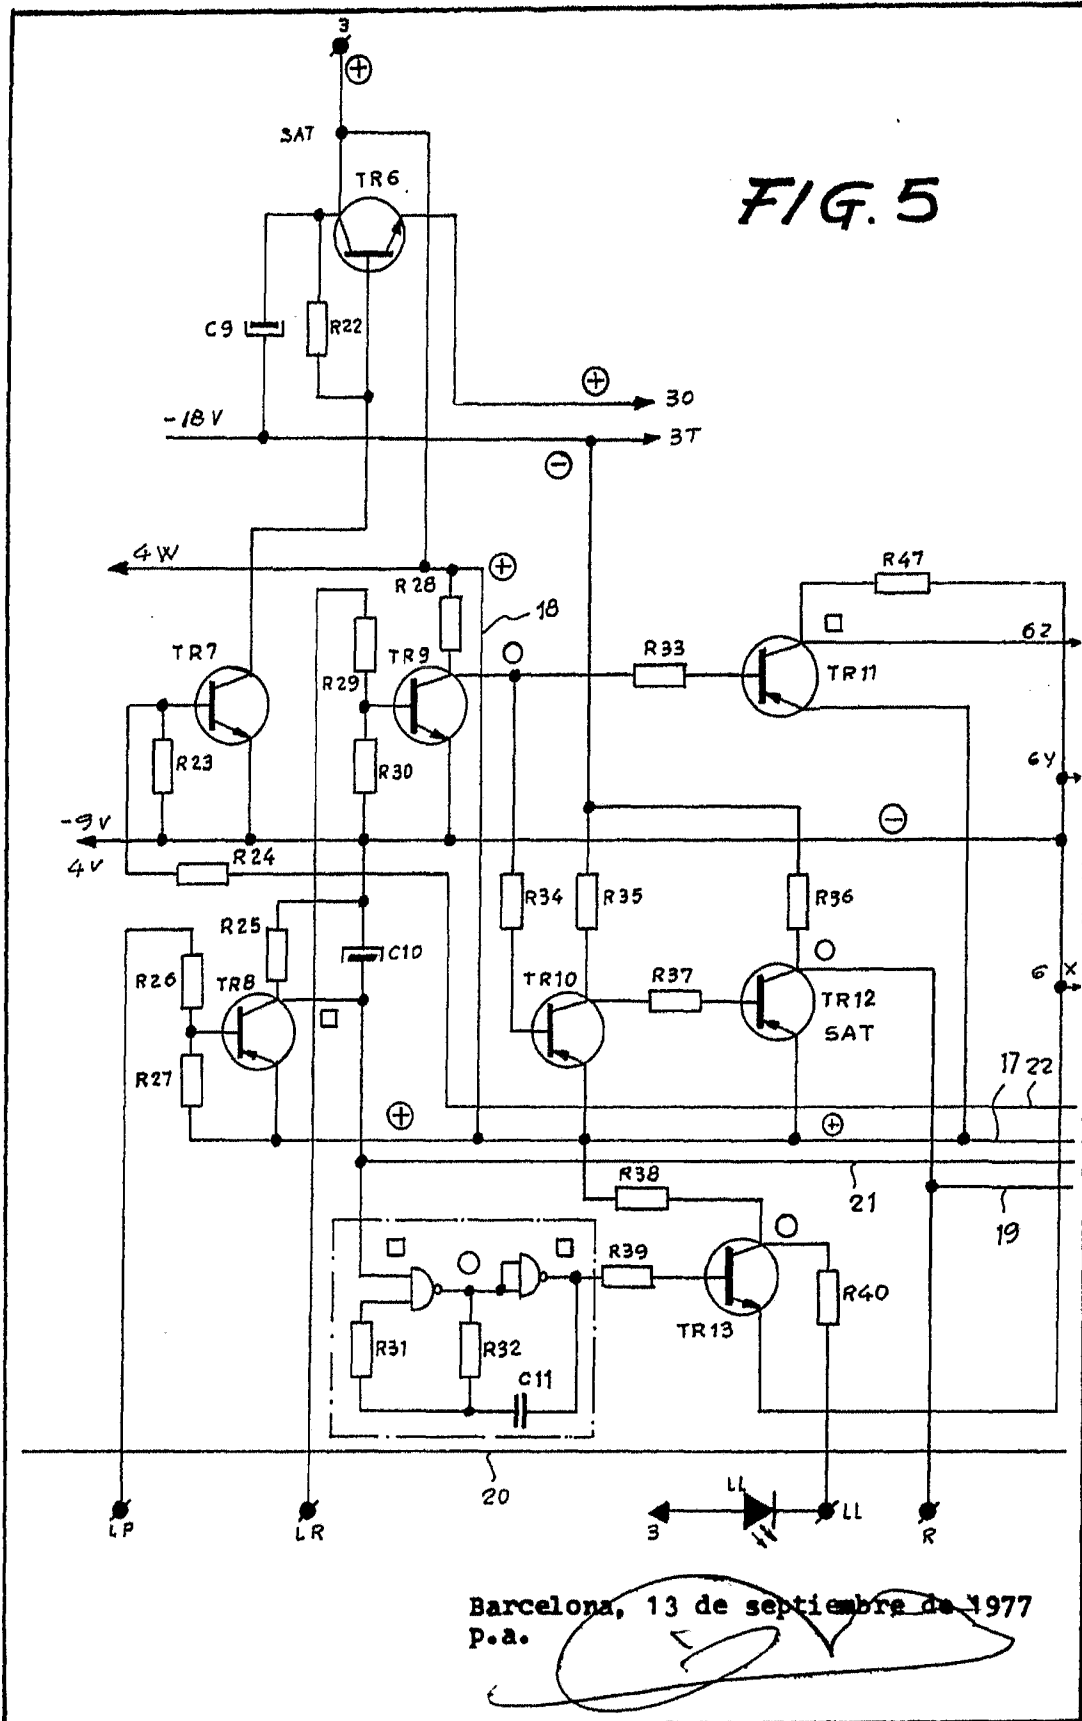 3
+
SAT
TR6
FIG. 5
C9
R22
+
30
-18V
3T
−
4W
+
R28
R47
18
6Z
TR7
R29
TR9
R33
TR11
R23
R30
6Y
-9V
−
4V
R24
R34
R35
R36
R25
C10
R26
TR8
TR10
R37
TR12
6X
SAT
R27
17 22
+
+
R38
21
19
R39
R40
R31
R32
TR13
C11
20
LL
LP
LR
3
LL
R
Barcelona, 13 de septiembre de 1977
p.a.